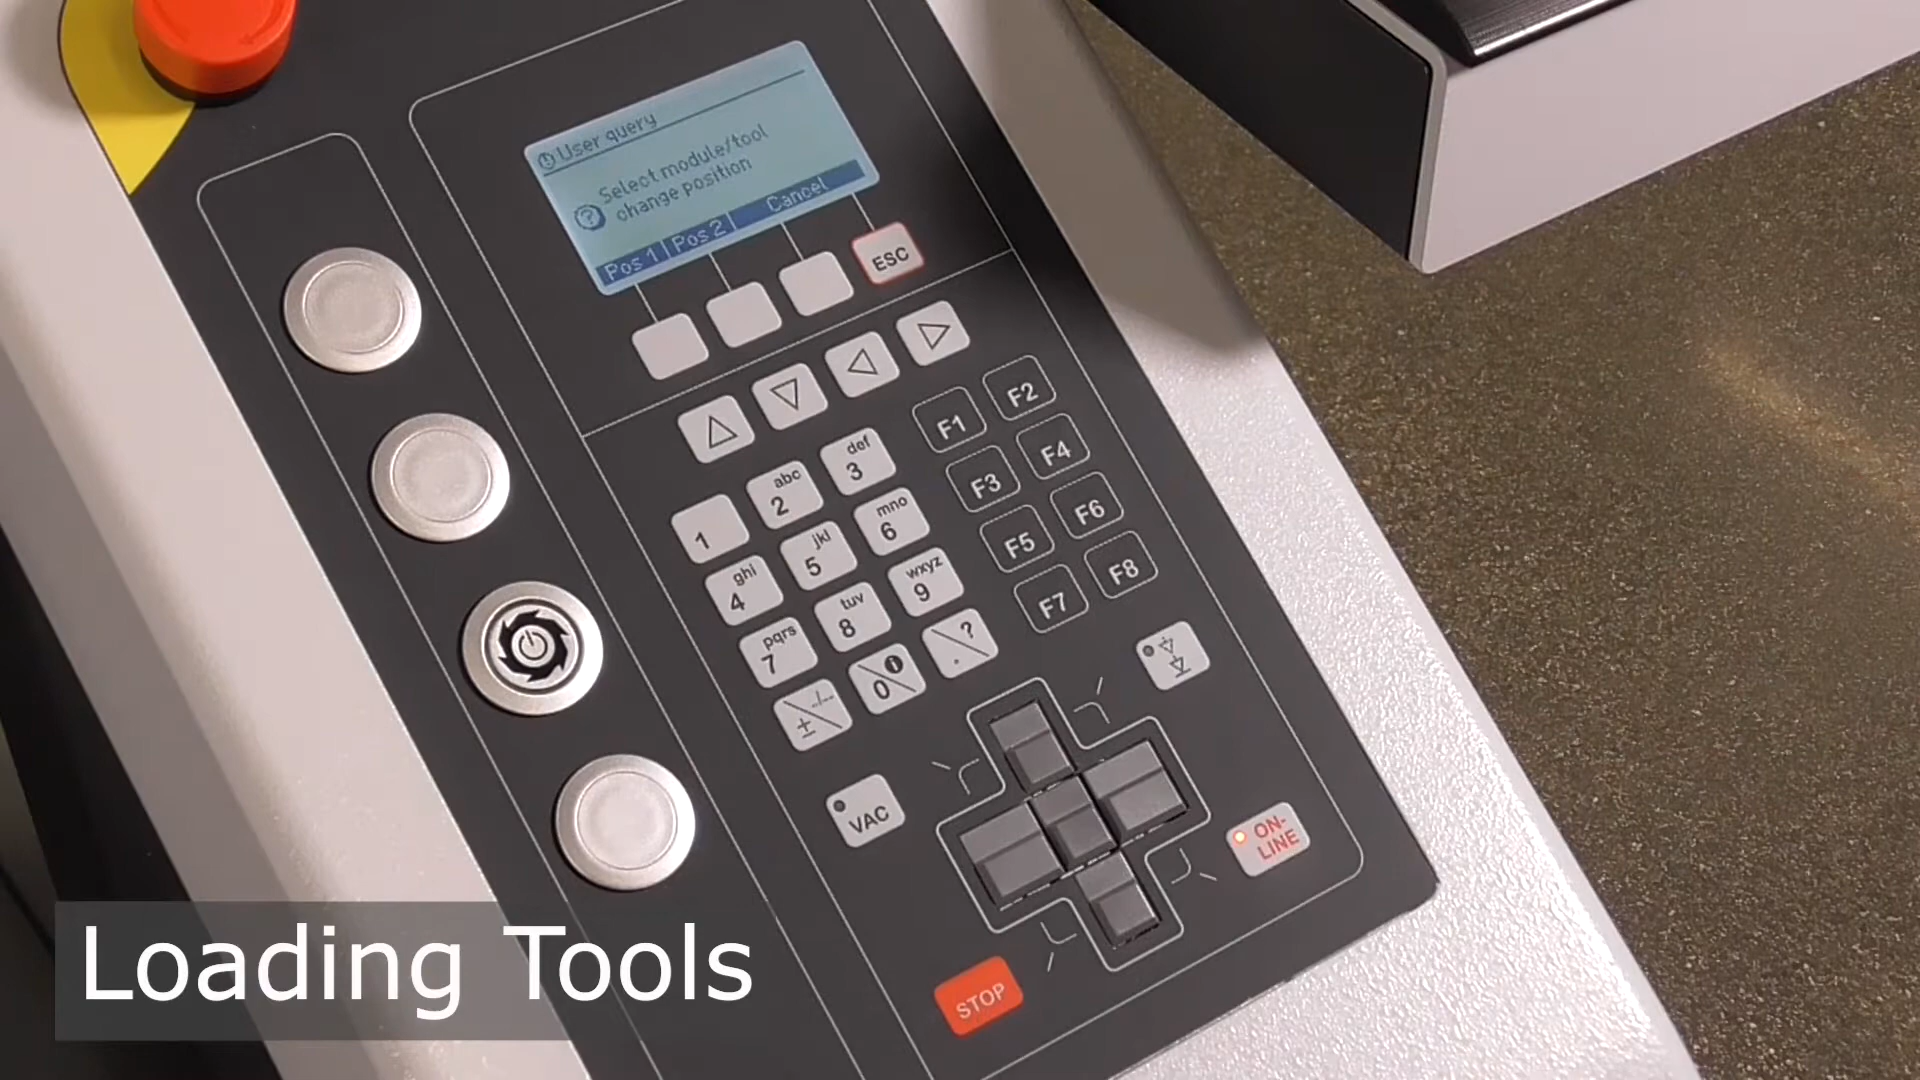 User query
Select module/tool
change position
Pos 1 Pos 2 Cancel
ESC
F1 F2
F3 F4
F5 F6
F7 F8
1
abc
2
def
3
ghi
4
jkl
5
mno
6
pqrs
7
tuv
8
wxyz
9
0
. ?
VAC
ON-
LINE
STOP
Loading Tools